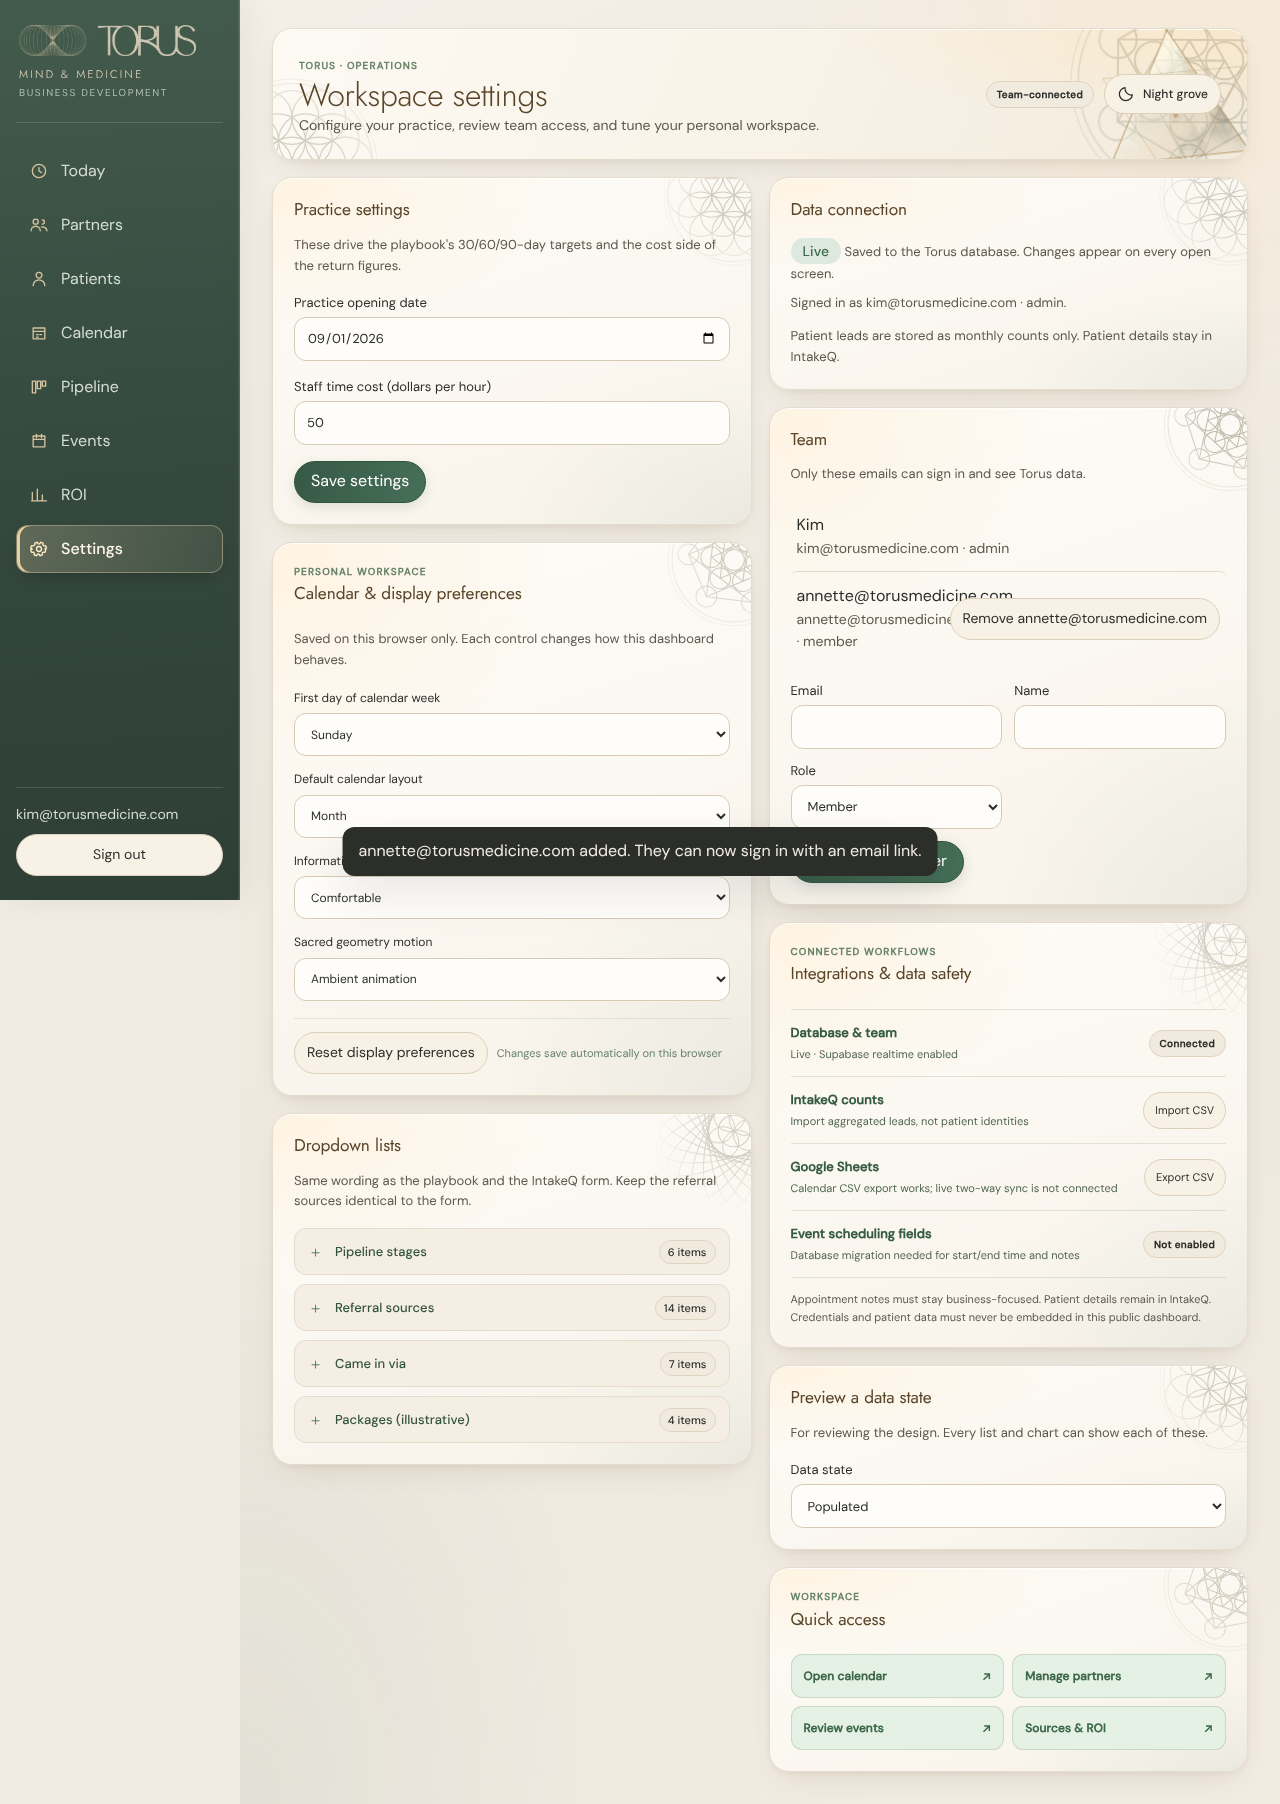 TORUS
MIND & MEDICINE
BUSINESS DEVELOPMENT
Today
Partners
Patients
Calendar
Pipeline
Events
ROI
Settings
kim@torusmedicine.com
Sign out
TORUS · OPERATIONS
Workspace settings
Configure your practice, review team access, and tune your personal workspace.
Team-connected
Night grove
Practice settings
These drive the playbook's 30/60/90-day targets and the cost side of
the return figures.
Practice opening date
09/01/2026
Staff time cost (dollars per hour)
50
Save settings
PERSONAL WORKSPACE
Calendar & display preferences
Saved on this browser only. Each control changes how this dashboard
behaves.
First day of calendar week
Sunday
Default calendar layout
Month
Comfortable
Sacred geometry motion
Ambient animation
Reset display preferences
Changes save automatically on this browser
Dropdown lists
Same wording as the playbook and the IntakeQ form. Keep the referral
sources identical to the form.
+ Pipeline stages 6 items
+ Referral sources 14 items
+ Came in via 7 items
+ Packages (illustrative) 4 items
Data connection
Live Saved to the Torus database. Changes appear on every open
screen.
Signed in as kim@torusmedicine.com · admin.
Patient leads are stored as monthly counts only. Patient details stay in
IntakeQ.
Team
Only these emails can sign in and see Torus data.
Kim
kim@torusmedicine.com · admin
annette@torusmedicine.com
annette@torusmedicine
· member
Remove annette@torusmedicine.com
Email
Name
Role
Member
annette@torusmedicine.com added. They can now sign in with an email link.
CONNECTED WORKFLOWS
Integrations & data safety
Database & team
Live · Supabase realtime enabled
Connected
IntakeQ counts
Import aggregated leads, not patient identities
Import CSV
Google Sheets
Calendar CSV export works; live two-way sync is not connected
Export CSV
Event scheduling fields
Database migration needed for start/end time and notes
Not enabled
Appointment notes must stay business-focused. Patient details remain in IntakeQ.
Credentials and patient data must never be embedded in this public dashboard.
Preview a data state
For reviewing the design. Every list and chart can show each of these.
Data state
Populated
WORKSPACE
Quick access
Open calendar
Manage partners
Review events
Sources & ROI